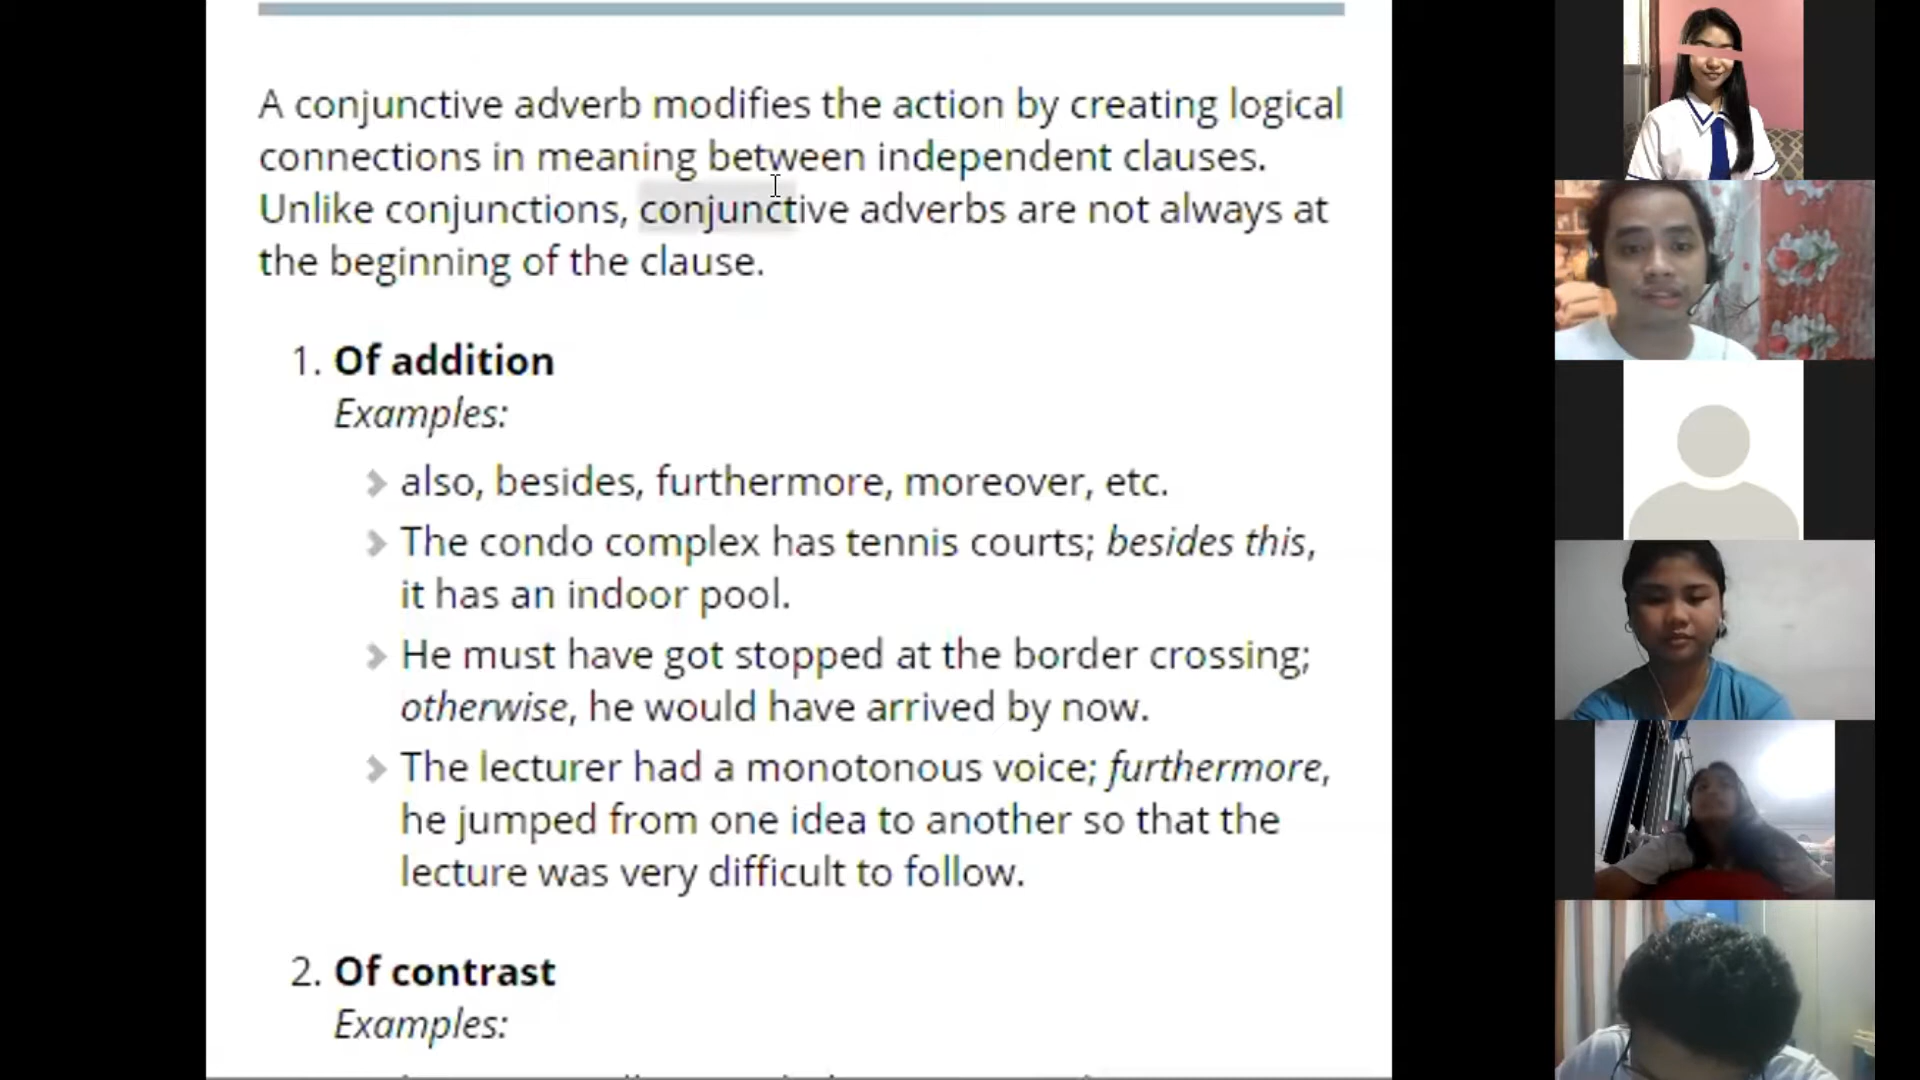 A conjunctive adverb modifies the action by creating logical
connections in meaning between independent clauses.
Unlike conjunctions, conjunctive adverbs are not always at
the beginning of the clause.
1. Of addition
Examples:
also, besides, furthermore, moreover, etc.
The condo complex has tennis courts; besides this,
it has an indoor pool.
He must have got stopped at the border crossing;
otherwise, he would have arrived by now.
The lecturer had a monotonous voice; furthermore,
he jumped from one idea to another so that the
lecture was very difficult to follow.
2. Of contrast
Examples: